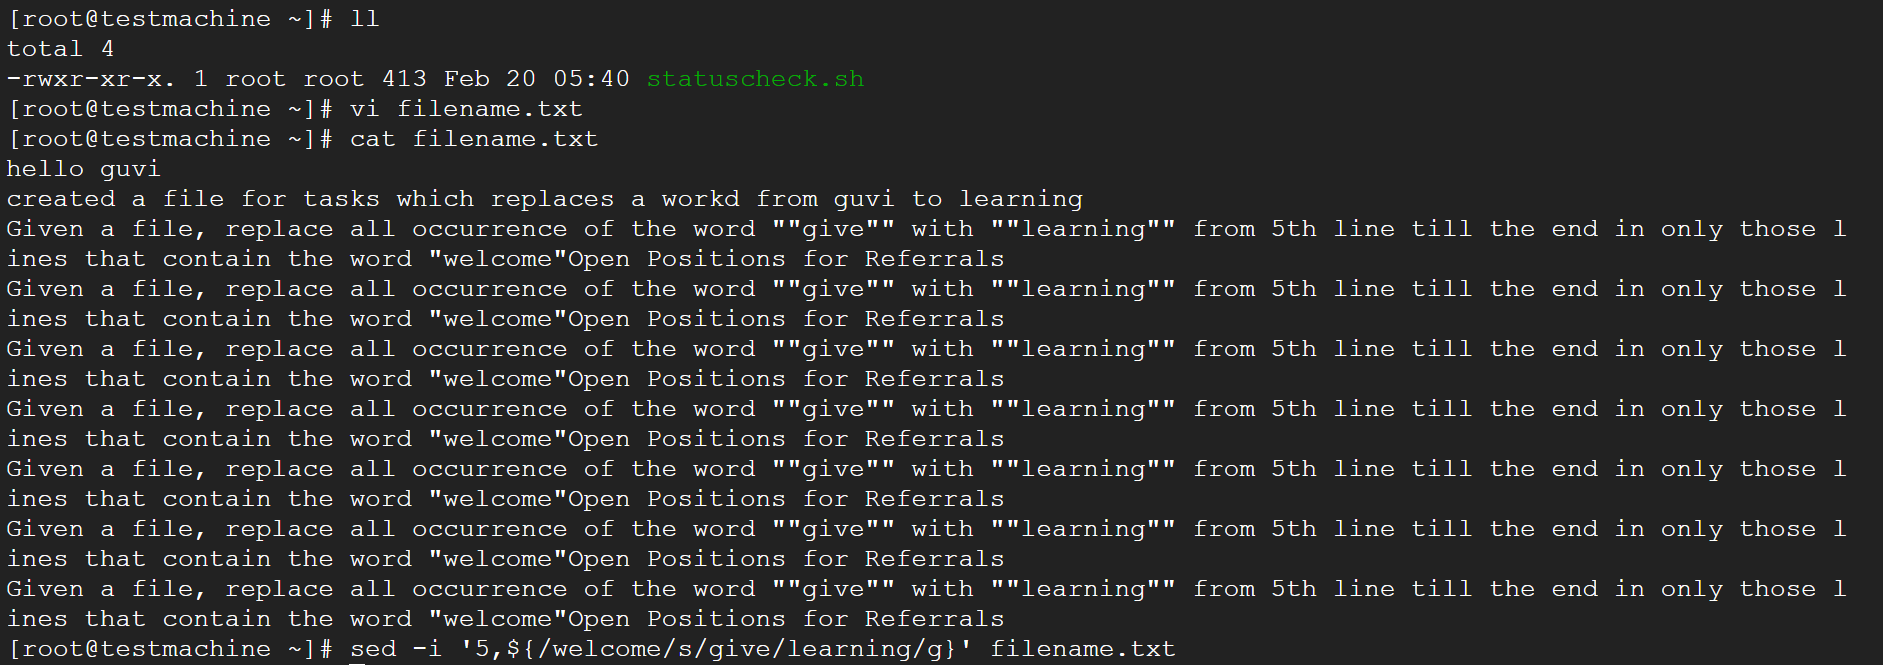 [root@testmachine ~]# ll
total 4
-rwxr-xr-x. 1 root root 413 Feb 20 05:40 statuscheck.sh
[root@testmachine ~]# vi filename.txt
[root@testmachine ~]# cat filename.txt
hello guvi
created a file for tasks which replaces a workd from guvi to learning
Given a file, replace all occurrence of the word ""give"" with ""learning"" from 5th line till the end in only those l
ines that contain the word "welcome"Open Positions for Referrals
Given a file, replace all occurrence of the word ""give"" with ""learning"" from 5th line till the end in only those l
ines that contain the word "welcome"Open Positions for Referrals
Given a file, replace all occurrence of the word ""give"" with ""learning"" from 5th line till the end in only those l
ines that contain the word "welcome"Open Positions for Referrals
Given a file, replace all occurrence of the word ""give"" with ""learning"" from 5th line till the end in only those l
ines that contain the word "welcome"Open Positions for Referrals
Given a file, replace all occurrence of the word ""give"" with ""learning"" from 5th line till the end in only those l
ines that contain the word "welcome"Open Positions for Referrals
Given a file, replace all occurrence of the word ""give"" with ""learning"" from 5th line till the end in only those l
ines that contain the word "welcome"Open Positions for Referrals
Given a file, replace all occurrence of the word ""give"" with ""learning"" from 5th line till the end in only those l
ines that contain the word "welcome"Open Positions for Referrals
[root@testmachine ~]# sed -i '5,${/welcome/s/give/learning/g}' filename.txt